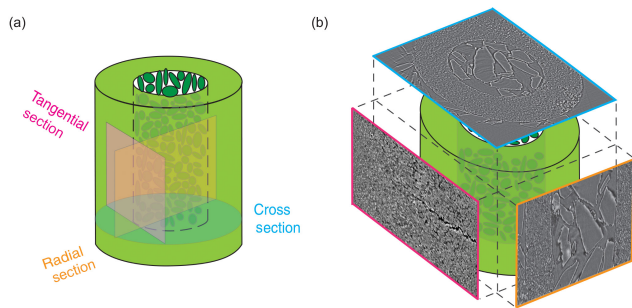 (a)
Tangential
section
Radial
section
Cross
section
(b)